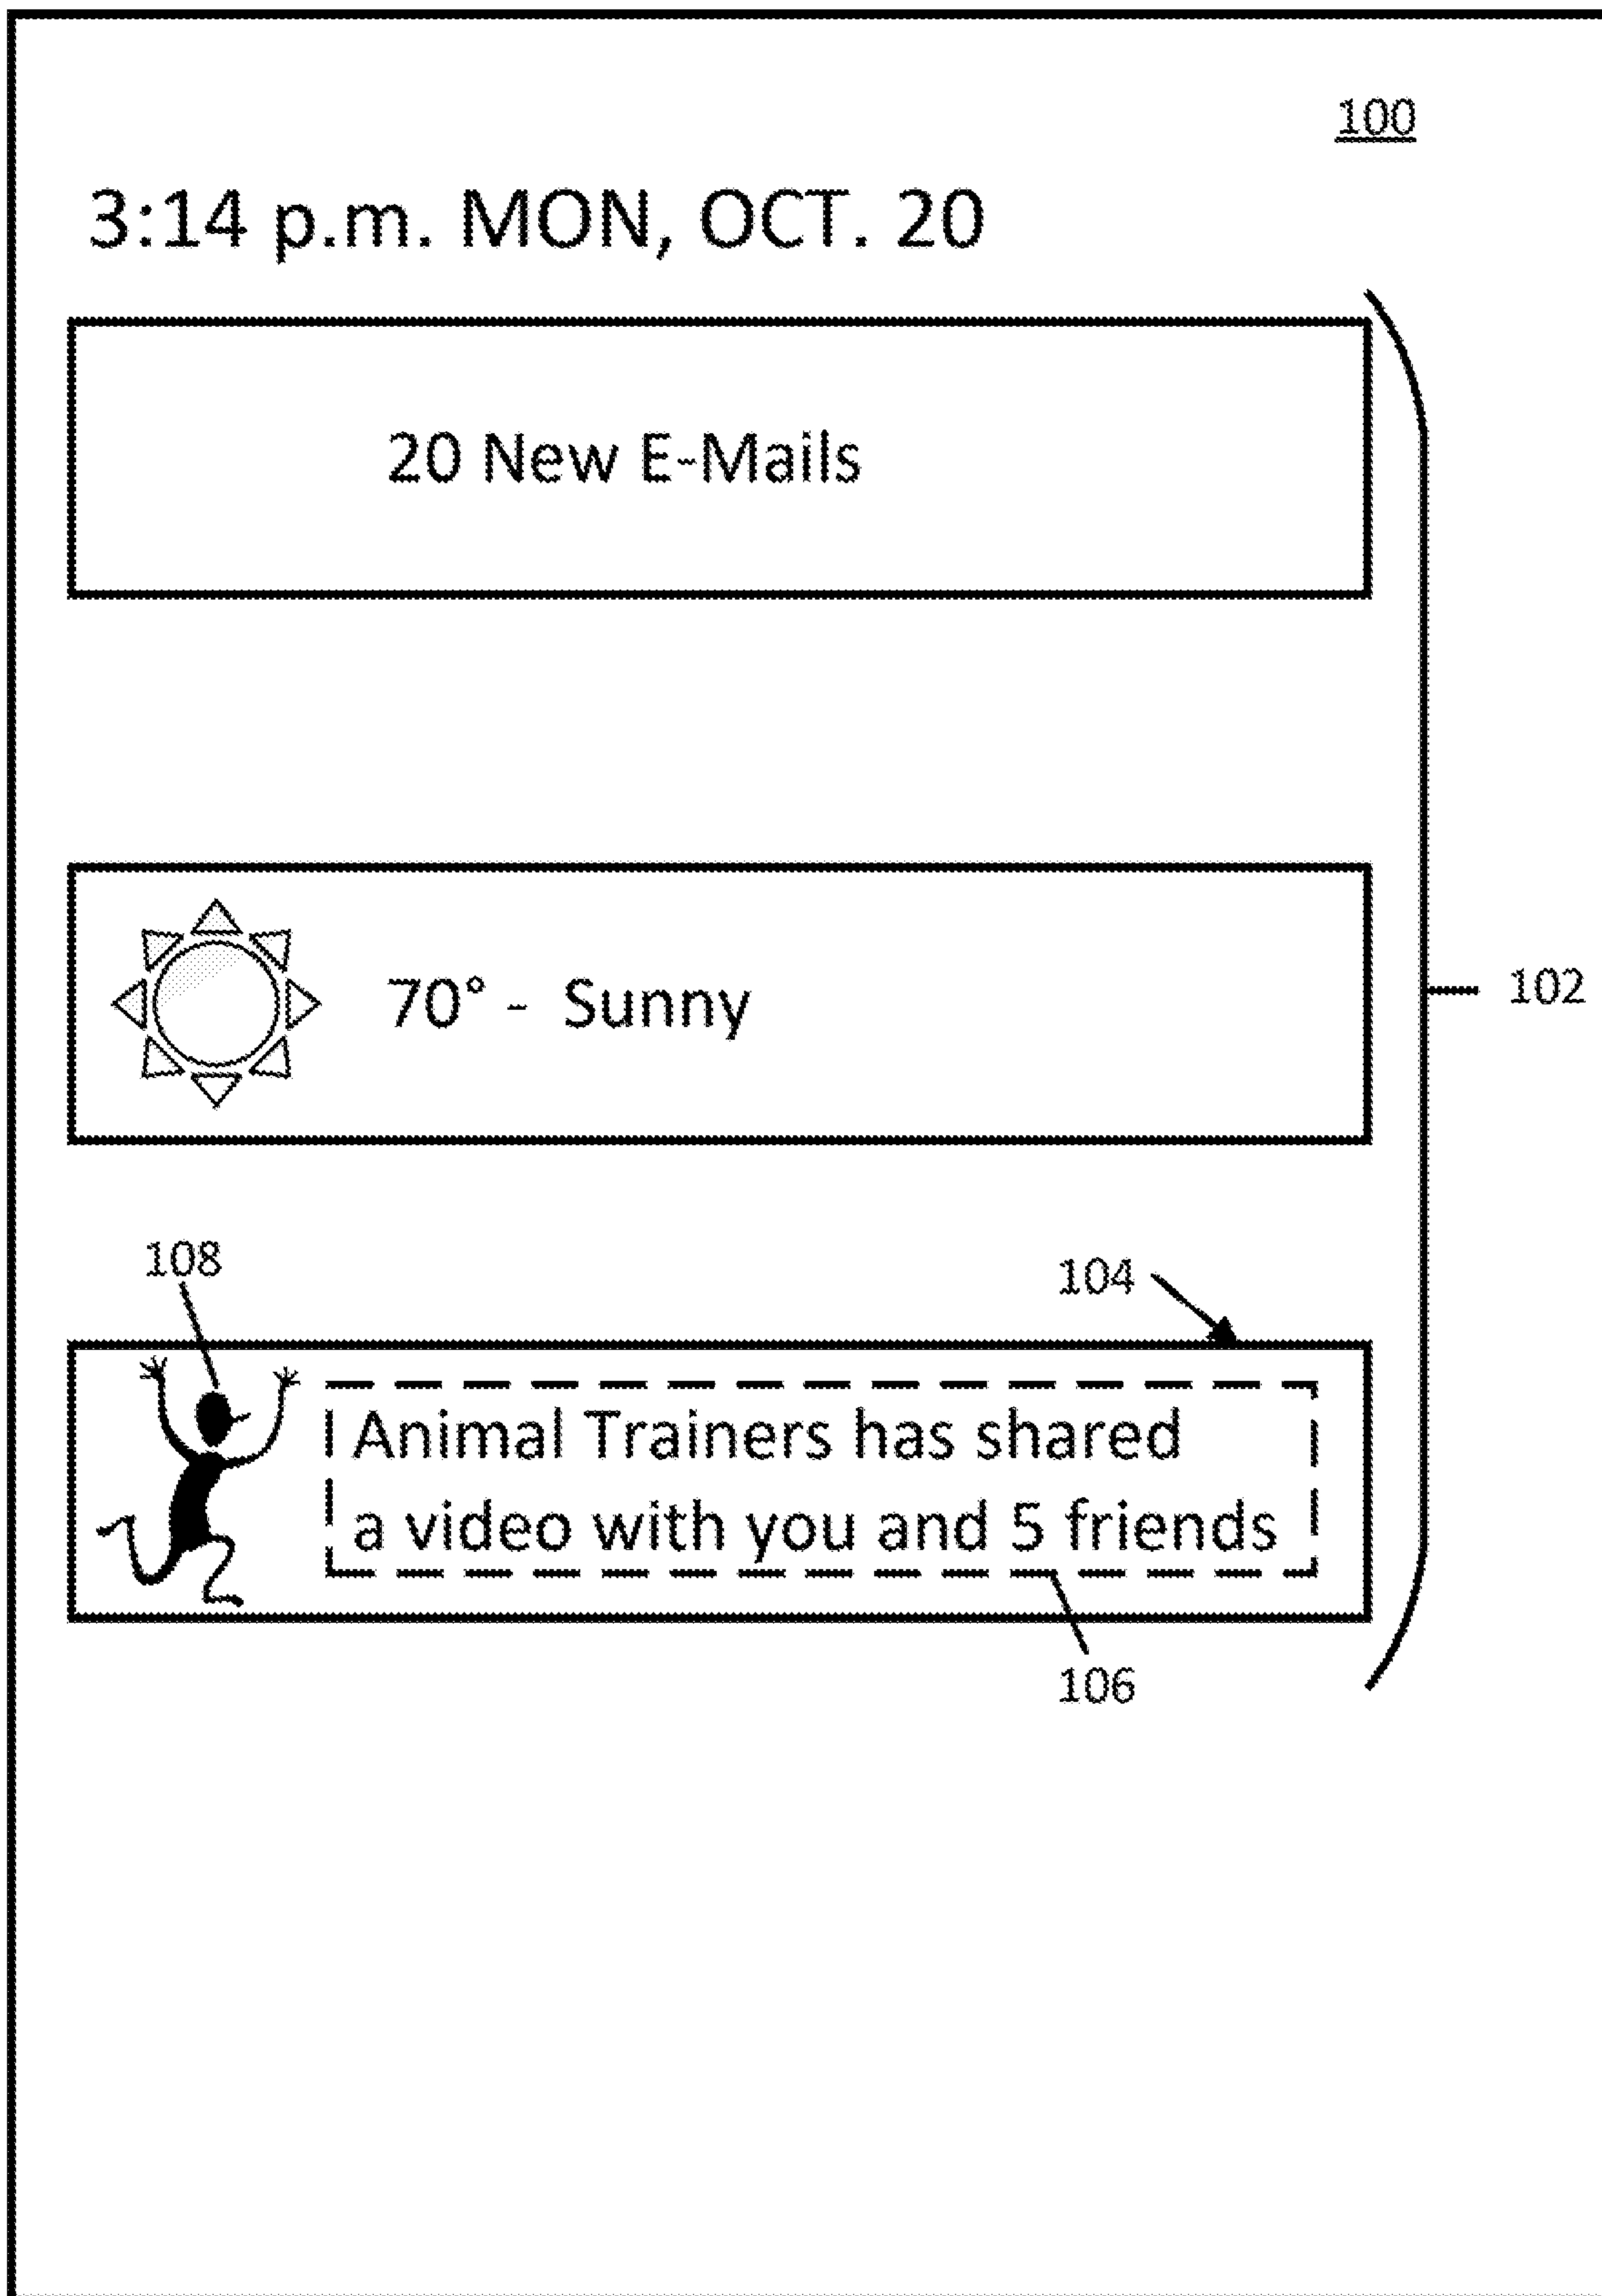 100
3:14 p.m. MON, OCT. 20
20 New E-Mails
70° - Sunny
102
108
104
Animal Trainers has shared
a video with you and 5 friends
106